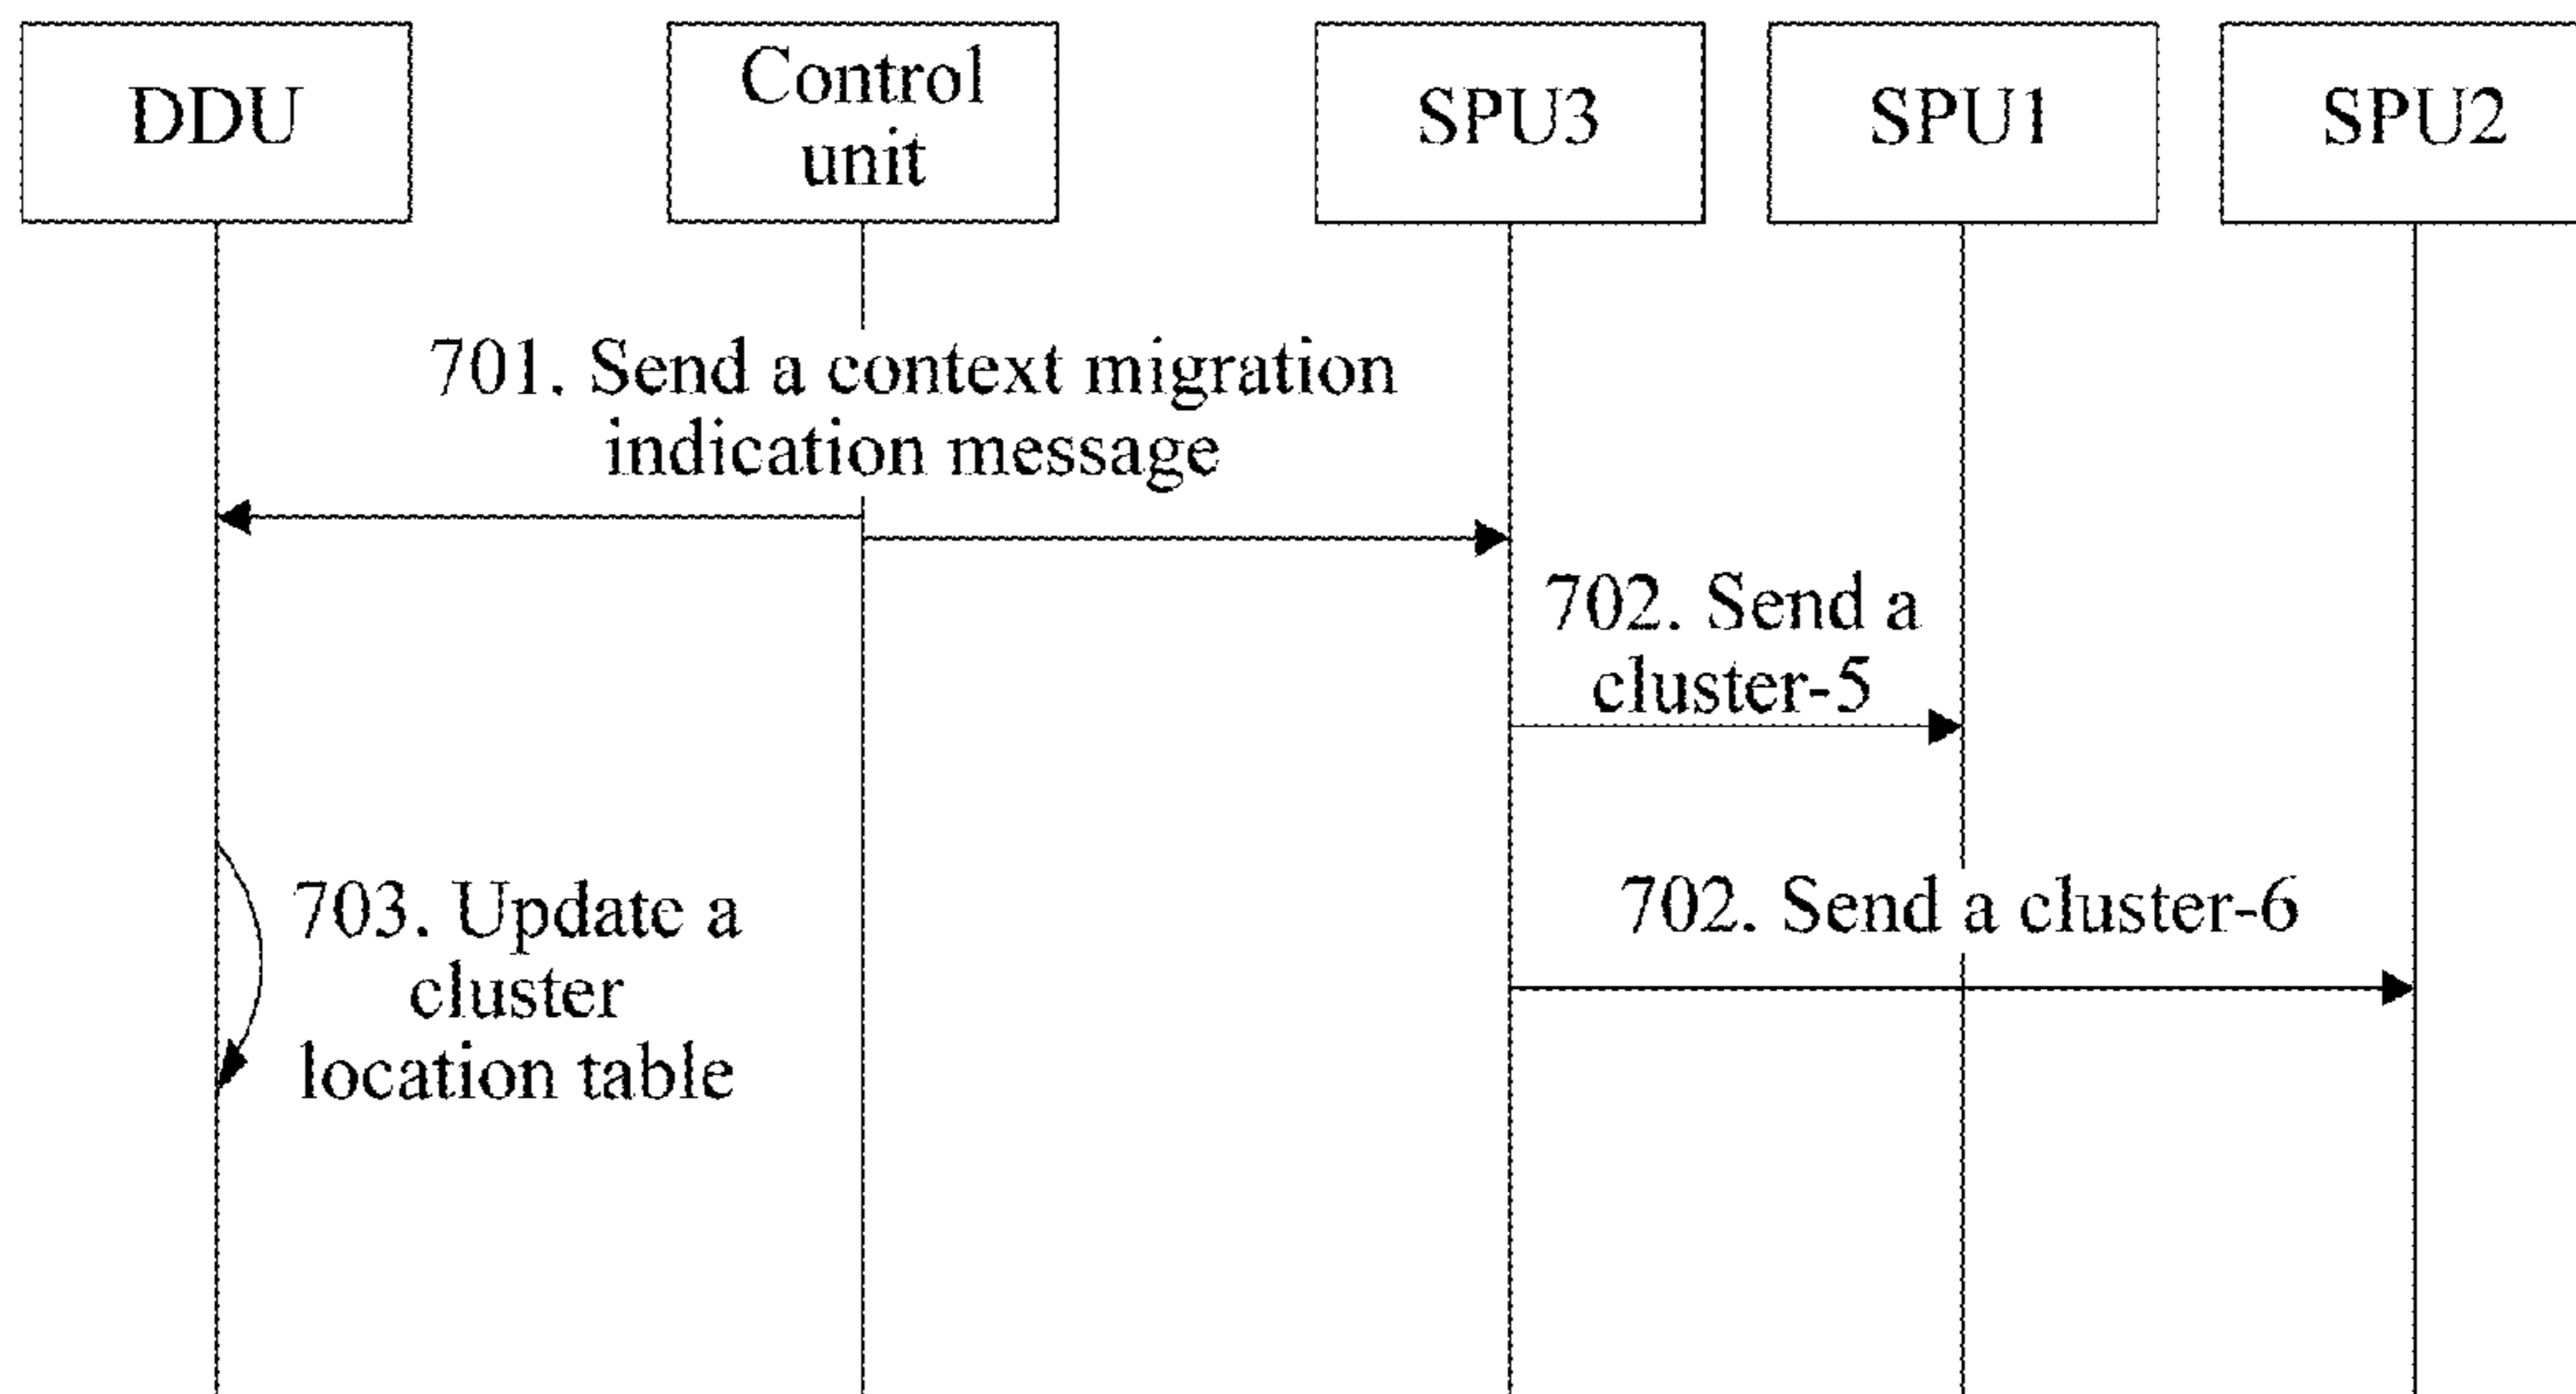 DDU
Control
unit
SPU3
SPU1
SPU2
701. Send a context migration
indication message
702. Send a
cluster-5
702. Send a cluster-6
703. Update a
cluster
location table